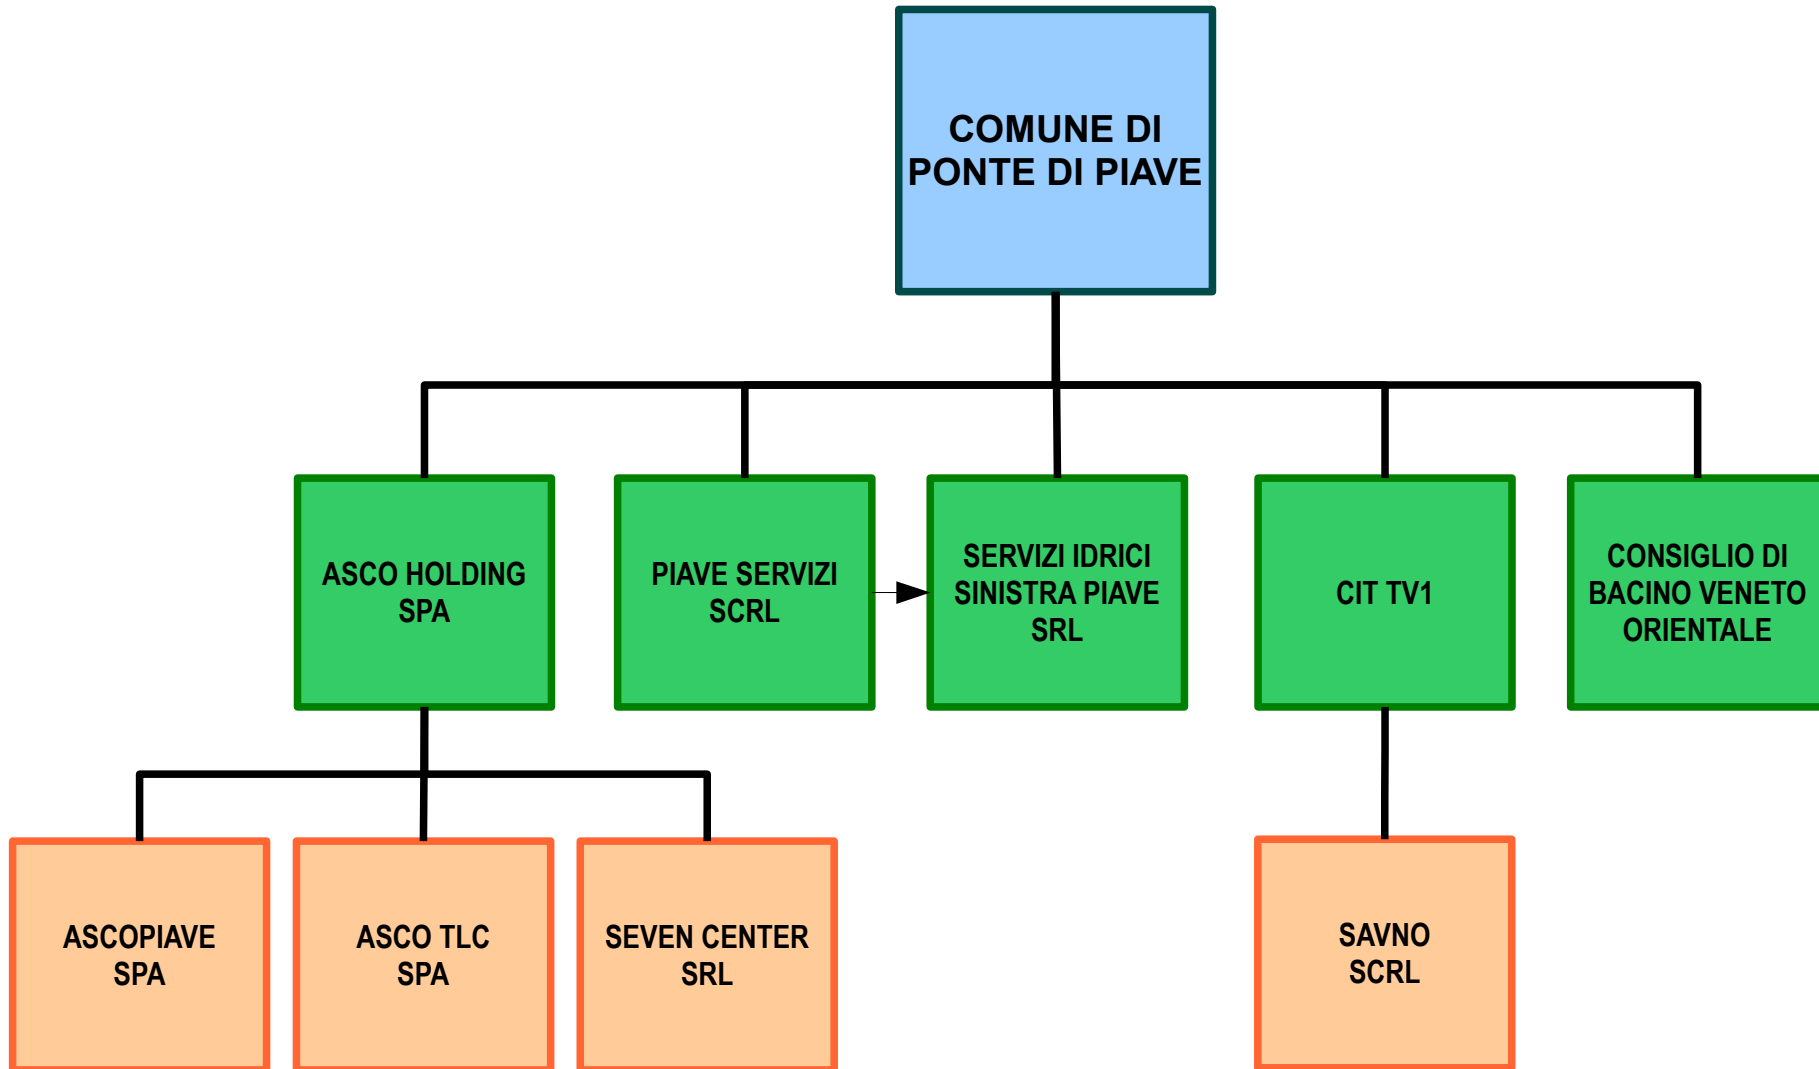 COMUNE DI
PONTE DI PIAVE
ASCO HOLDING
SPA
PIAVE SERVIZI
SCRL
SERVIZI IDRICI
SINISTRA PIAVE
SRL
CIT TV1
CONSIGLIO DI
BACINO VENETO
ORIENTALE
ASCOPIAVE
SPA
ASCO TLC
SPA
SEVEN CENTER
SRL
SAVNO
SCRL